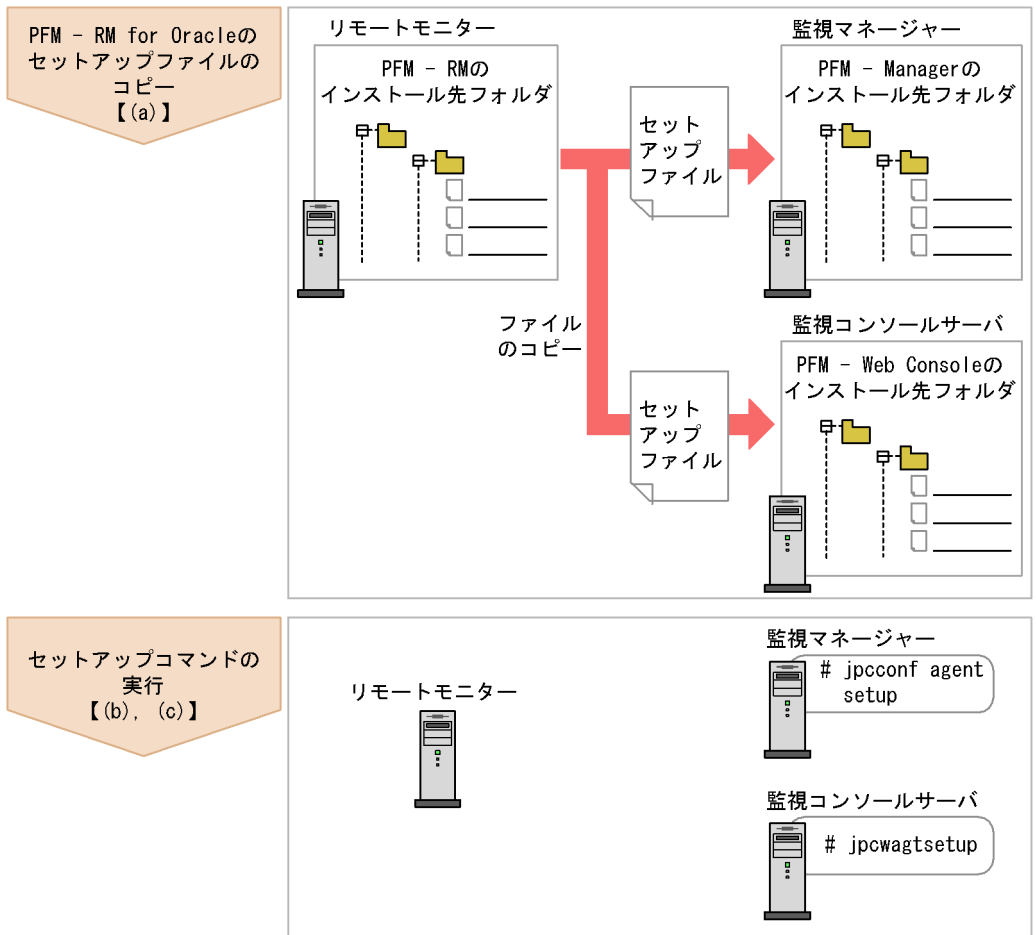 PFM - RM for Oracleの
セットアップファイルの
コピー
【(a)】
リモートモニター
PFM - RMの
インストール先フォルダ
セット
アップ
ファイル
監視マネージャー
PFM - Managerの
インストール先フォルダ
ファイル
のコピー
セット
アップ
ファイル
監視コンソールサーバ
PFM - Web Consoleの
インストール先フォルダ
セットアップコマンドの
実行
【(b), (c)】
リモートモニター
監視マネージャー
# jpcconf agent
setup
監視コンソールサーバ
# jpcwagtsetup